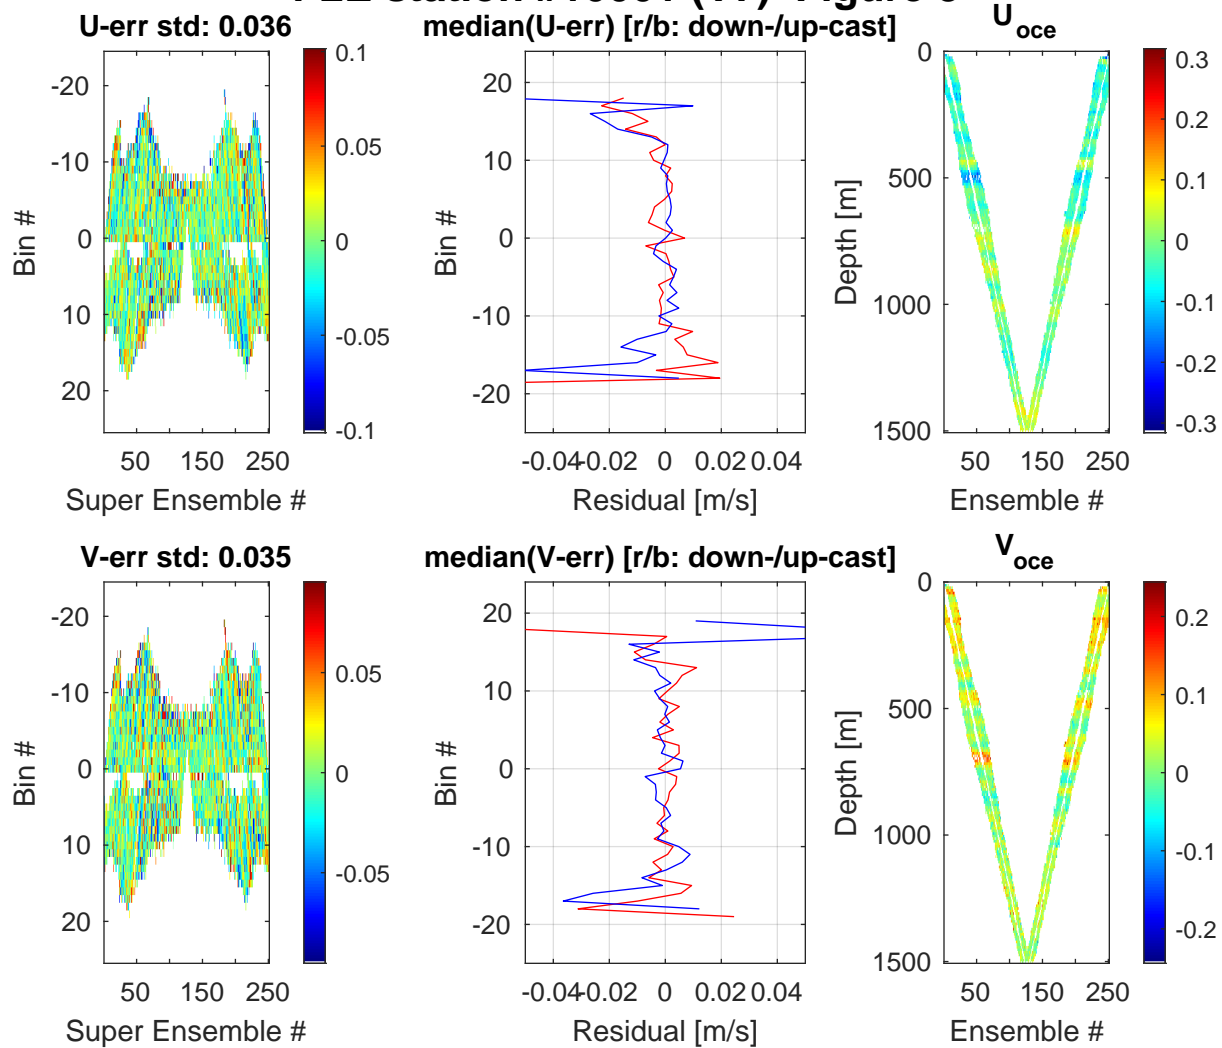 U-err std: 0.036
median(U-err) [r/b: down-/up-cast]
U oce
-20
-10
0
10
20
Bin #
50 150 250
Super Ensemble #
0.1
0.05
0
-0.05
-0.1
20
10
0
-10
-20
Bin #
-0.04 -0.02 0 0.02 0.04
Residual [m/s]
0
500
1000
1500
Depth [m]
50 150 250
Ensemble #
0.3
0.2
0.1
0
-0.1
-0.2
-0.3
V-err std: 0.035
median(V-err) [r/b: down-/up-cast]
V oce
-20
-10
0
10
20
Bin #
50 150 250
Super Ensemble #
0.05
0
-0.05
20
10
0
-10
-20
Bin #
-0.04 -0.02 0 0.02 0.04
Residual [m/s]
0
500
1000
1500
Depth [m]
50 150 250
Ensemble #
0.2
0.1
0
-0.1
-0.2